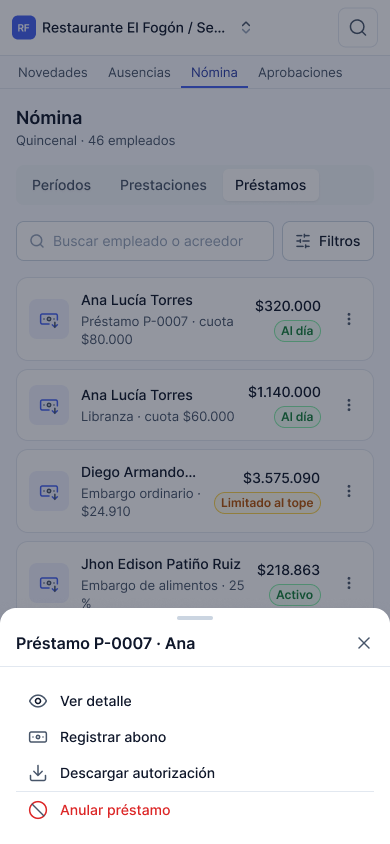 RF Restaurante El Fogón / Se...
Novedades Ausencias Nómina Aprobaciones
Nómina
Quincenal · 46 empleados
Períodos Prestaciones Préstamos
Buscar empleado o acreedor Filtros
Ana Lucía Torres $320.000
Préstamo P-0007 · cuota Al día
$80.000
Ana Lucía Torres $1.140.000
Libranza · cuota $60.000 Al día
Diego Armando... $3.575.090
Embargo ordinario · Limitado al tope
$24.910
Jhon Edison Patiño Ruiz $218.863
Embargo de alimentos · 25 Activo
%
Préstamo P-0007 · Ana
Ver detalle
Registrar abono
Descargar autorización
Anular préstamo